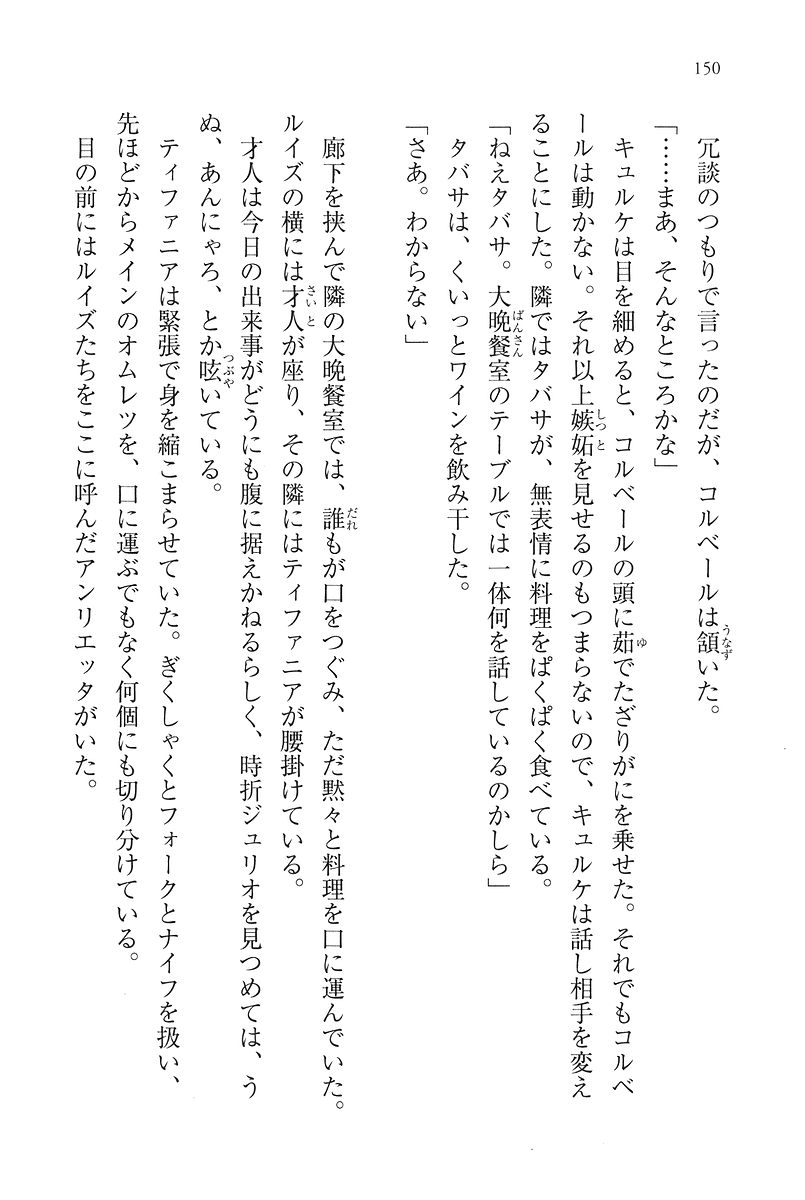 150
冗談のつもりで言ったのだが、コルベールは頷いた。
「……まあ、そんなところかな」
キュルケは目を細めると、コルベールの頭に茹でたざりがにを乗せた。それでもコルベ
ールは動かない。それ以上嫉妬を見せるのもつまらないので、キュルケは話し相手を変え
ることにした。隣ではタバサが、無表情に料理をぱくぱく食べている。
「ねえタバサ。大晩餐室のテーブルでは一体何を話しているのかしら」
タバサは、くいっとワインを飲み干した。
「さあ。わからない」
廊下を挟んで隣の大晩餐室では、誰もが口をつぐみ、ただ黙々と料理を口に運んでいた。
ルイズの横には才人が座り、その隣にはティファニアが腰掛けている。
才人は今日の出来事がどうにも腹に据えかねるらしく、時折ジュリオを見つめては、う
ぬ、あんにゃろ、とか呟いている。
ティファニアは緊張で身を縮こまらせていた。ぎくしゃくとフォークとナイフを扱い、
先ほどからメインのオムレツを、口に運ぶでもなく何個にも切り分けている。
目の前にはルイズたちをここに呼んだアンリエッタがいた。